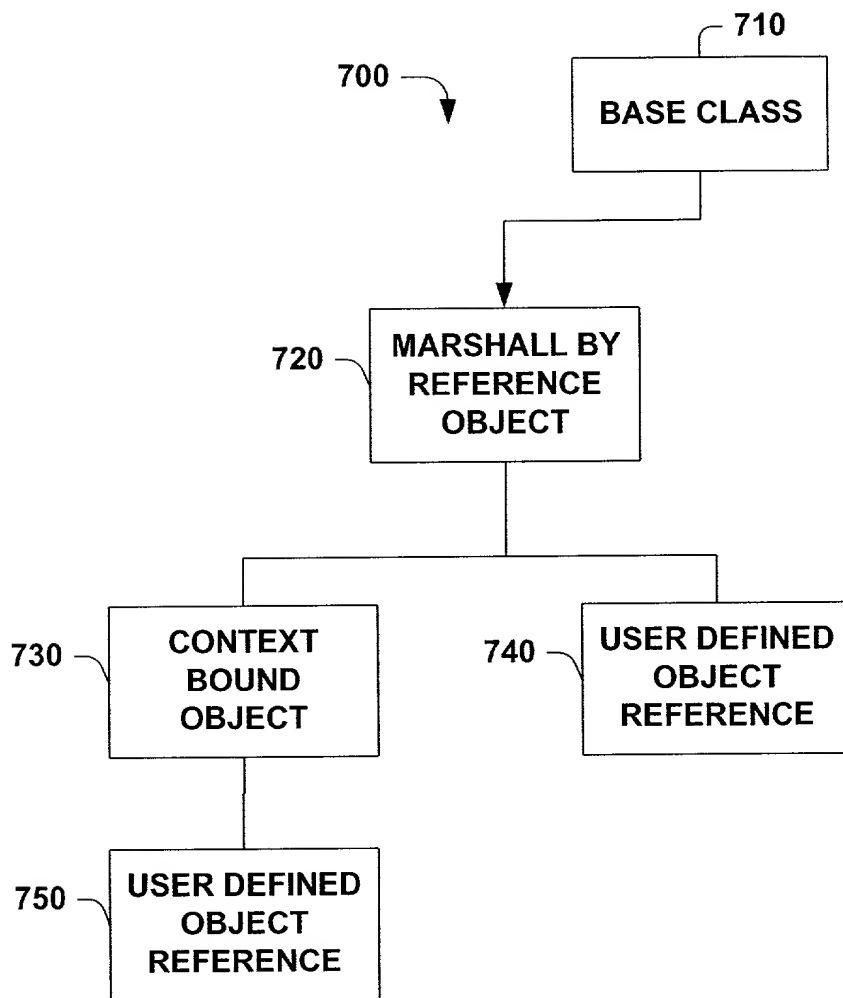 710
700
BASE CLASS
720
MARSHALL BY
REFERENCE
OBJECT
730
CONTEXT
BOUND
OBJECT
740
USER DEFINED
OBJECT
REFERENCE
750
USER DEFINED
OBJECT
REFERENCE